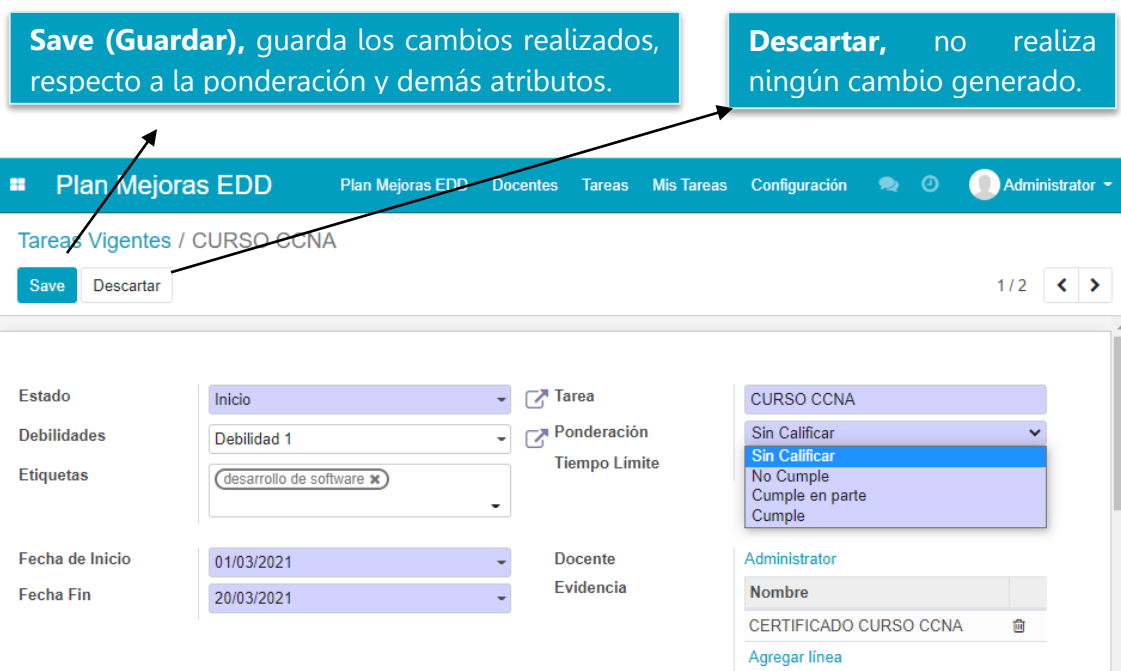 Save (Guardar), guarda los cambios realizados,
respecto a la ponderación y demás atributos.
Descartar, no realiza
ningún cambio generado.
Plan Mejoras EDD
Plan Mejoras EDD Docentes Tareas Mis Tareas Configuración Administrator
Tareas Vigentes / CURSO CCNA
Save Descartar 1 / 2
Estado Inicio
Debilidades Debilidad 1
Etiquetas desarrollo de software ✖
Tarea CURSO CCNA
Ponderación Sin Calificar
Sin Calificar
No Cumple
Cumple en parte
Cumple
Tiempo Límite
Fecha de Inicio 01/03/2021
Fecha Fin 20/03/2021
Docente Administrator
Evidencia
Nombre
CERTIFICADO CURSO CCNA
Agregar línea